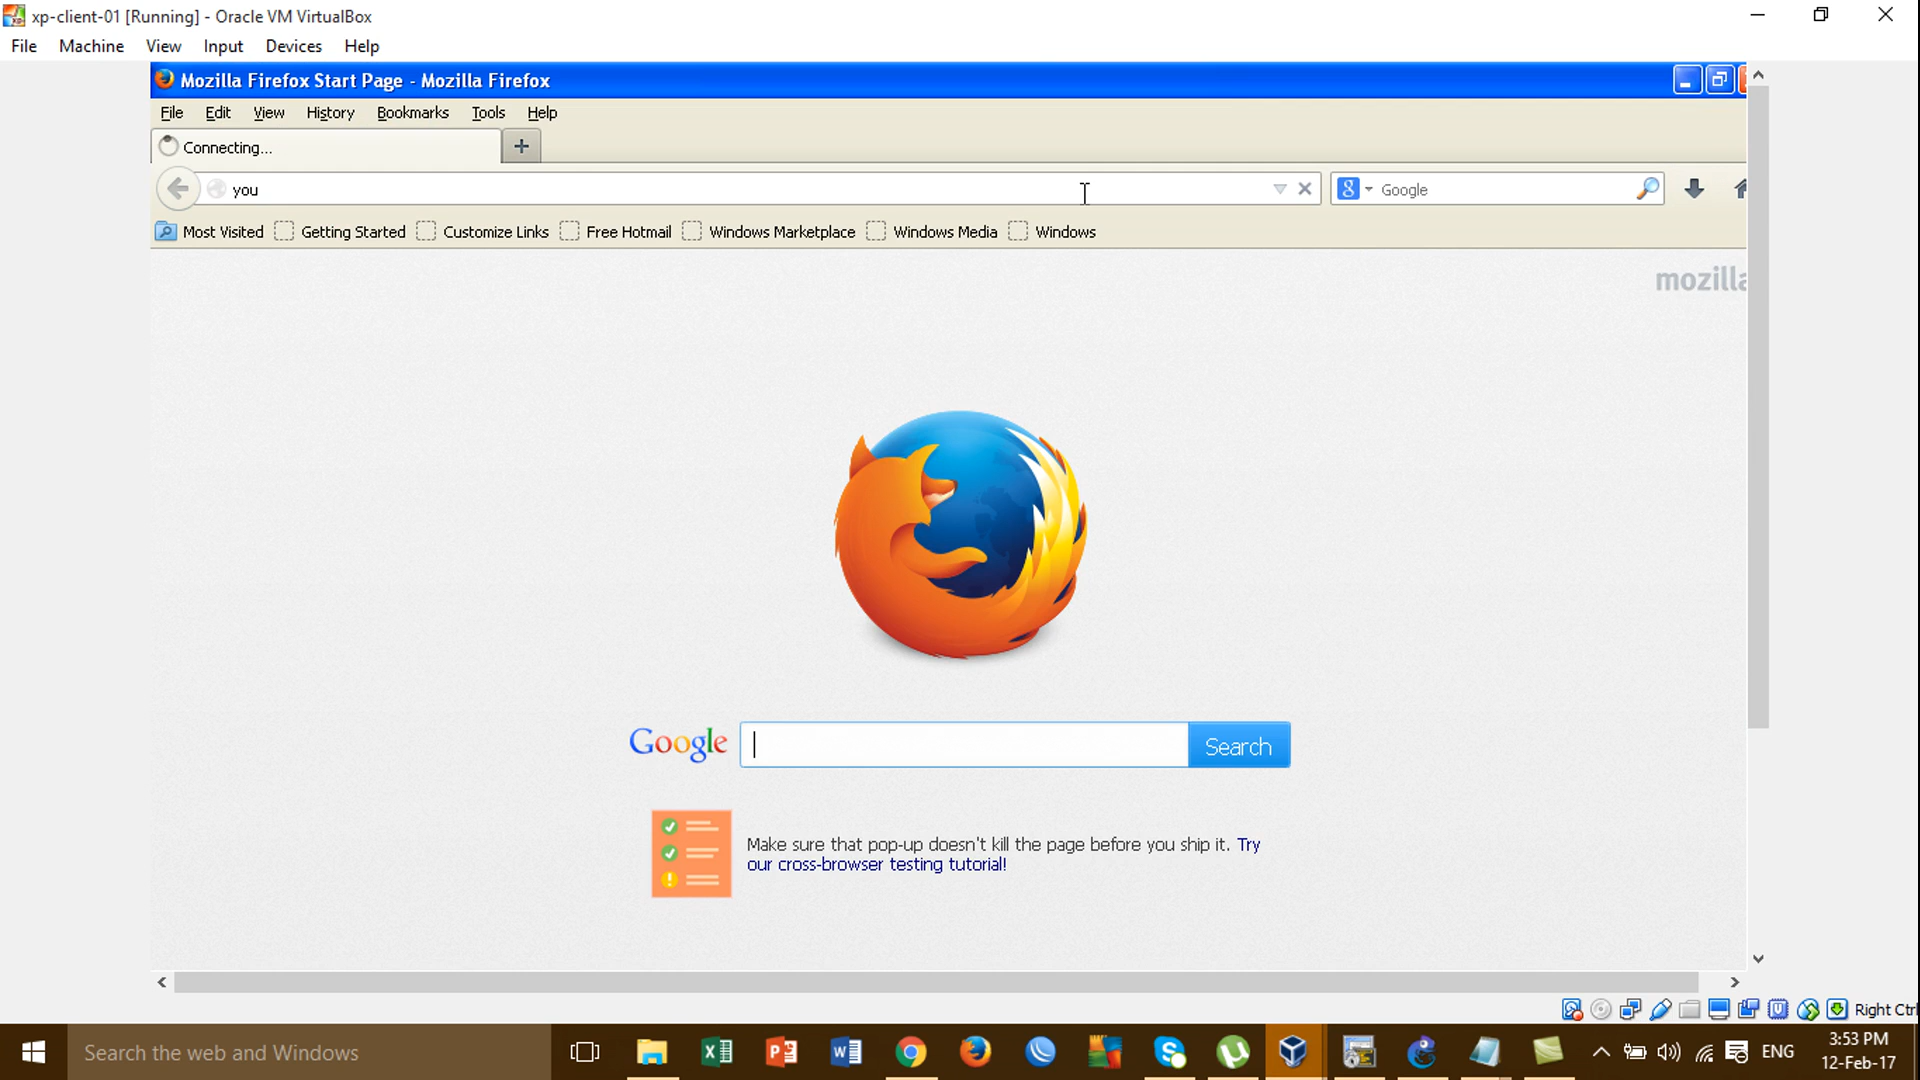 xp-client-01 [Running] - Oracle VM VirtualBox
File Machine View Input Devices Help
Mozilla Firefox Start Page - Mozilla Firefox
File Edit View History Bookmarks Tools Help
Connecting...
you
Google
Most Visited Getting Started Customize Links Free Hotmail Windows Marketplace Windows Media Windows
mozilla
Google Search
Make sure that pop-up doesn't kill the page before you ship it. Try
our cross-browser testing tutorial!
Right Ctrl
Search the web and Windows
ENG
3:53 PM
12-Feb-17